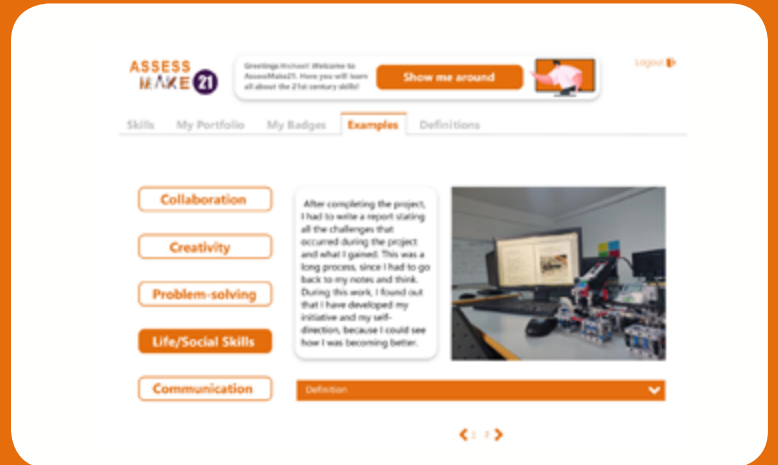 ASSESS
MAKE 21
Greetings Michael! Welcome to
AssessMake21. Here you will learn
all about the 21st century skills!
Show me around
Logout
Skills My Portfolio My Badges Examples Definitions
Collaboration
Creativity
Problem-solving
Life/Social Skills
Communication
After completing the project,
I had to write a report stating
all the challenges that
occurred during the project
and what I gained. This was a
long process, since I had to go
back to my notes and think.
During this work, I found out
that I have developed my
initiative and my self-
direction, because I could see
how I was becoming better.
Definition
1 2